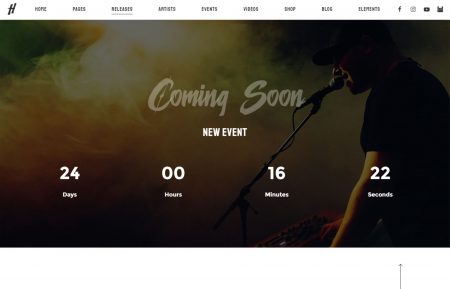 H
HOME PAGES RELEASES ARTISTS EVENTS VIDEOS SHOP BLOG ELEMENTS
Coming Soon
NEW EVENT
24 00 16 22
Days Hours Minutes Seconds